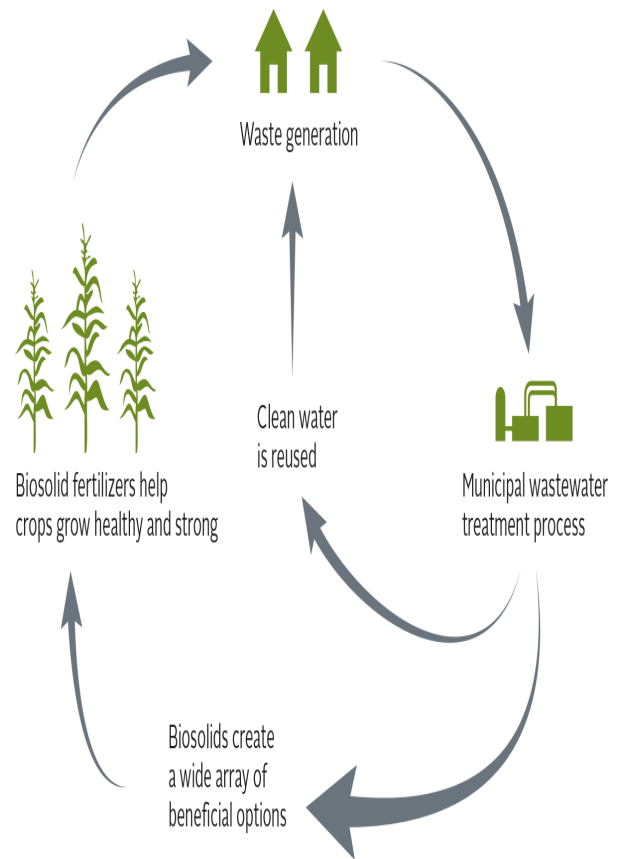 Waste generation
Clean water
is reused
Biosolid fertilizers help
crops grow healthy and strong
Municipal wastewater
treatment process
Biosolids create
a wide array of
beneficial options